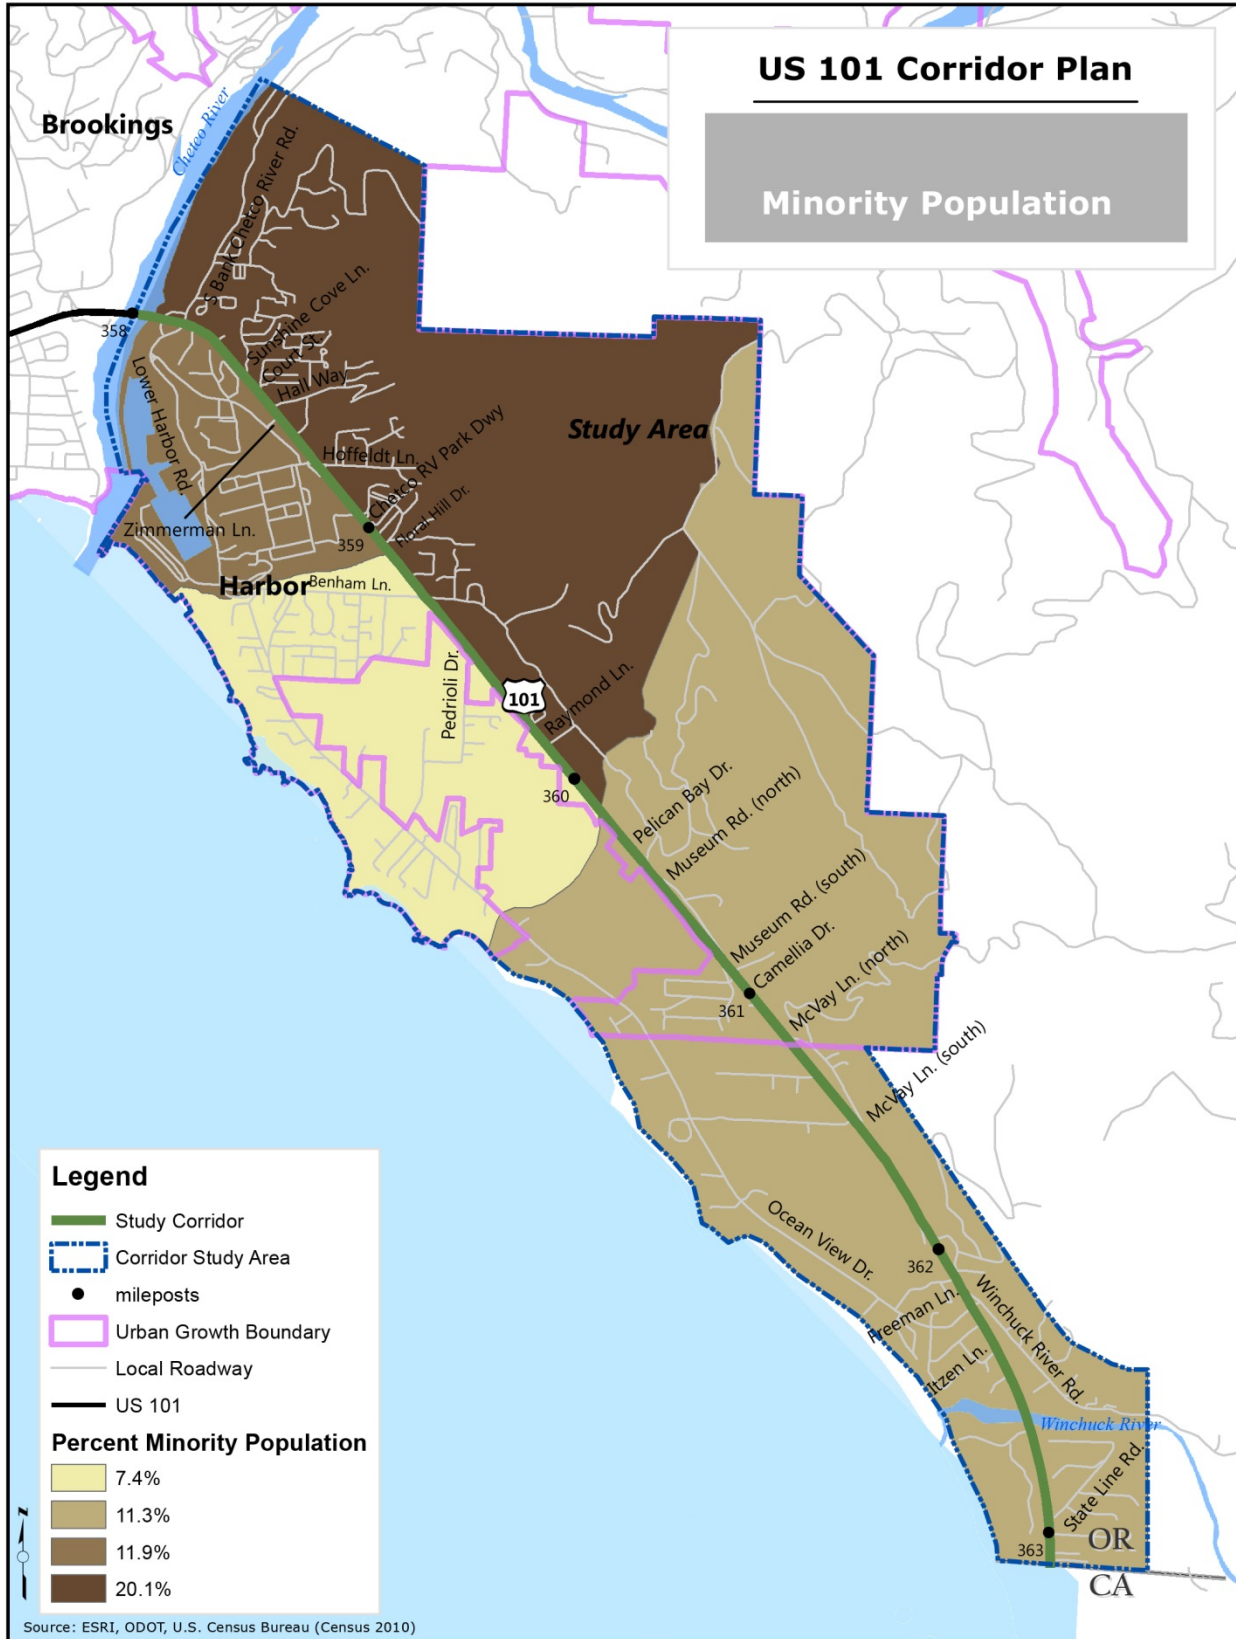 US 101 Corridor Plan
Minority Population
Brookings
Chetco River
S Bank Chetco River Rd.
358
Sunshine Cove Ln.
Court St.
Hall Way
Lower Harbor Rd.
Study Area
Hoffeldt Ln.
Chetco RV Park Dwy
Floral Hill Dr.
Zimmerman Ln.
359
Harbor
Benham Ln.
Pedrioli Dr.
101
Raymond Ln.
360
Pelican Bay Dr.
Museum Rd. (north)
Museum Rd. (south)
Camellia Dr.
361
McVay Ln. (north)
McVay Ln. (south)
Ocean View Dr.
362
Freeman Ln.
Winchuck River Rd.
Itzen Ln.
Winchuck River
State Line Rd.
363
OR
CA
Legend
Study Corridor
Corridor Study Area
mileposts
Urban Growth Boundary
Local Roadway
US 101
Percent Minority Population
7.4%
11.3%
11.9%
20.1%
N
Source: ESRI, ODOT, U.S. Census Bureau (Census 2010)